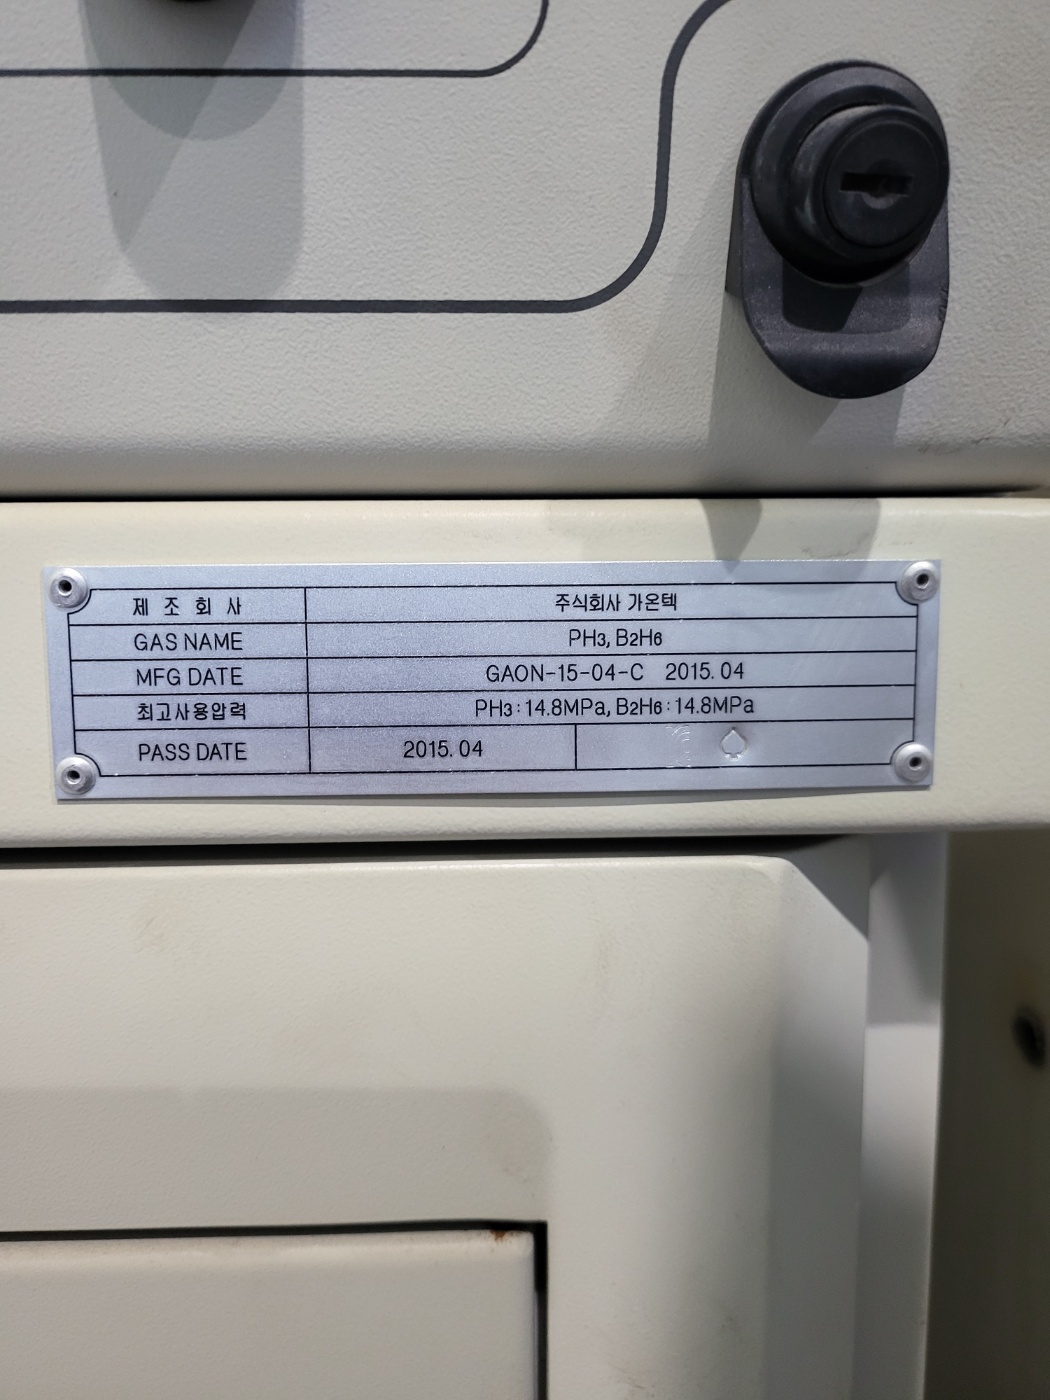 제 조 회 사 주식회사 가온텍
GAS NAME PH3, B2H6
MFG DATE GAON-15-04-C 2015.04
최고사용압력 PH3:14.8MPa, B2H6:14.8MPa
PASS DATE 2015.04